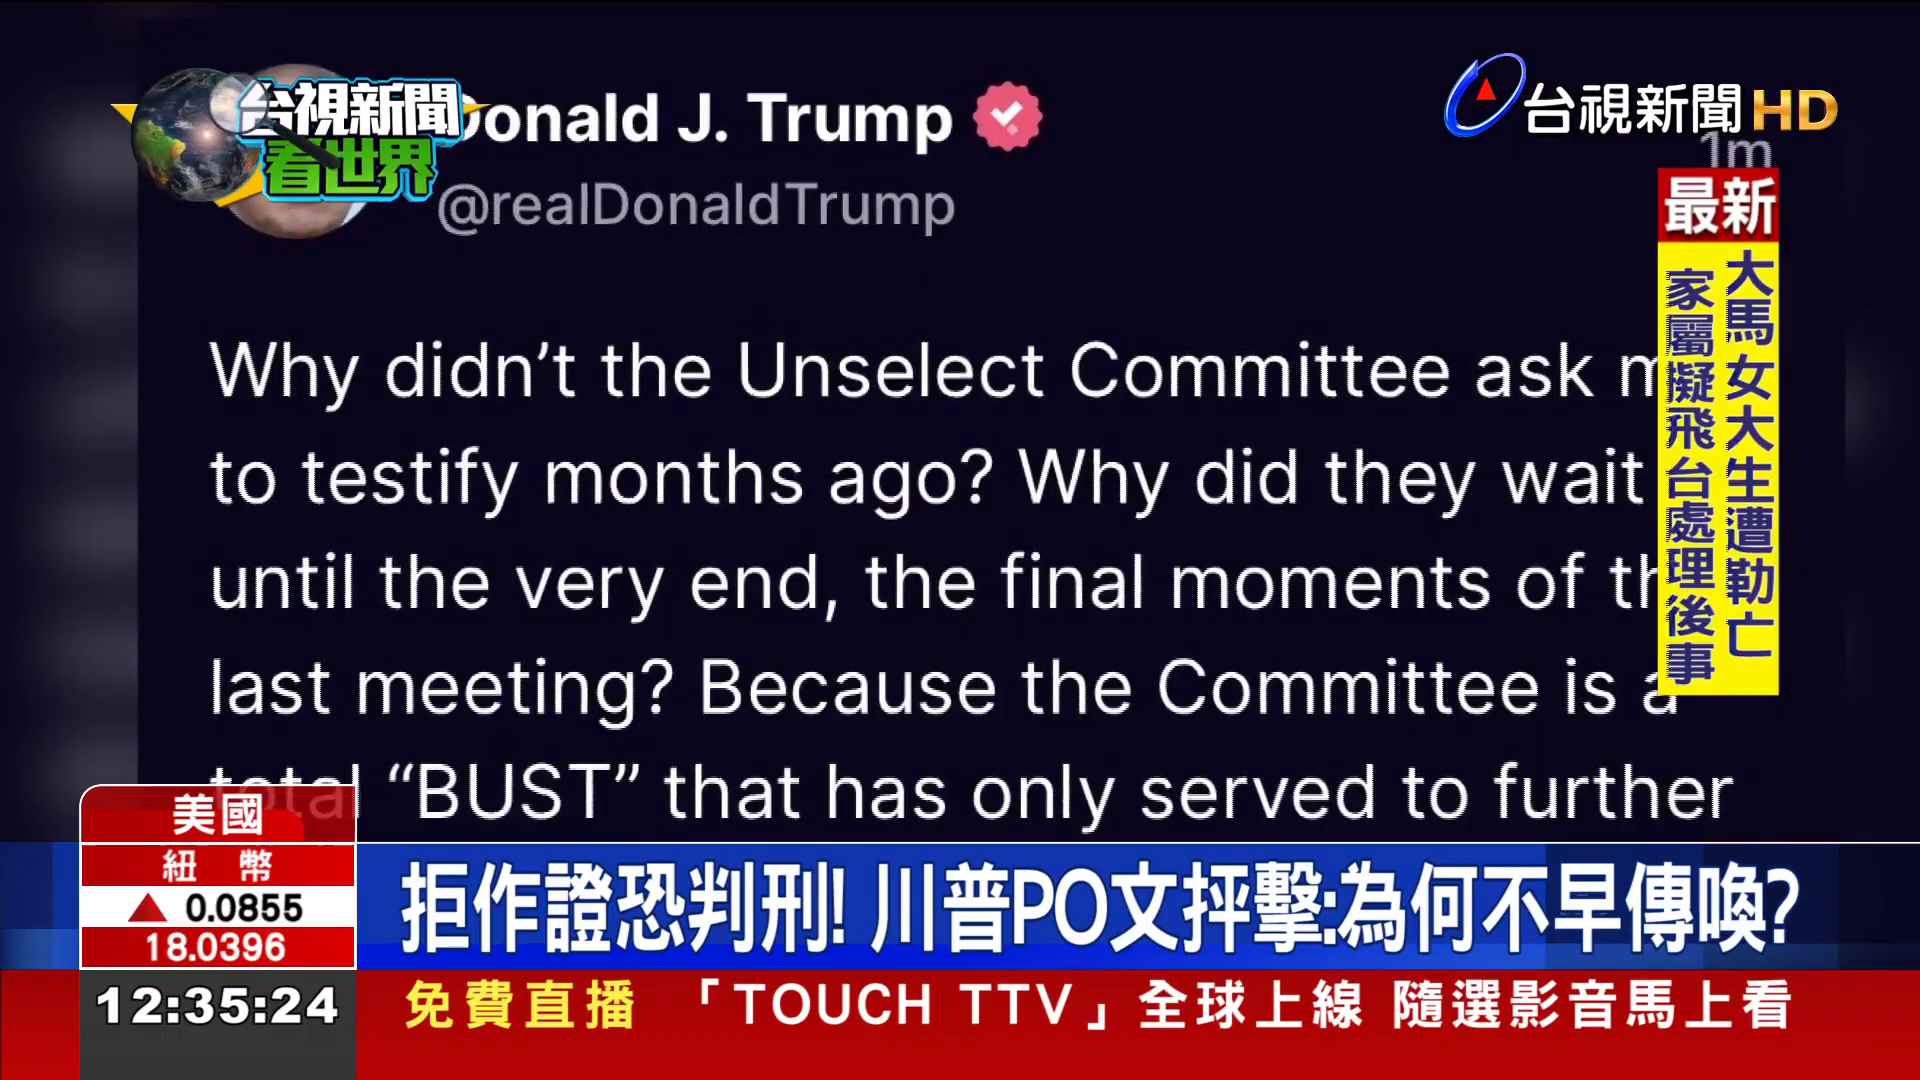 台視新聞
看世界
Donald J. Trump
@realDonaldTrump
台視新聞HD
1m
最新
大馬女大生遭勒亡
家屬擬飛台處理後事
Why didn’t the Unselect Committee ask
to testify months ago? Why did they wait
until the very end, the final moments of
last meeting? Because the Committee is a
total “BUST” that has only served to further
美國
紐幣
▲ 0.0855
18.0396
12:35:24
拒作證恐判刑! 川普PO文抨擊:為何不早傳喚?
免費直播 「TOUCH TTV」全球上線 隨選影音馬上看